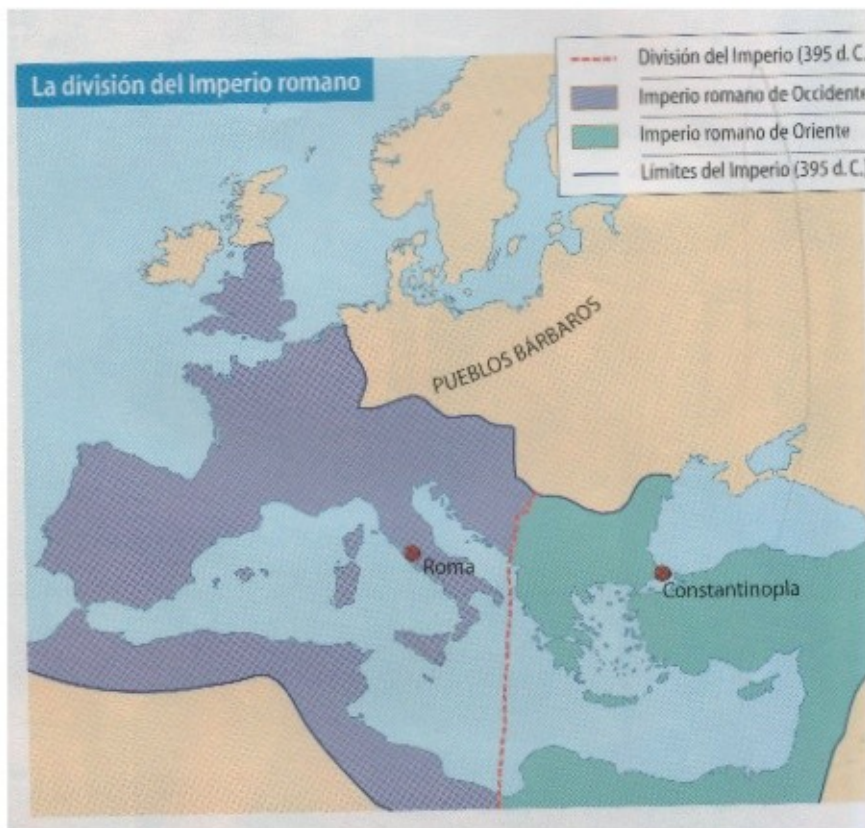 La división del Imperio romano
División del Imperio (395 d. C.
Imperio romano de Occidente
Imperio romano de Oriente
Límites del Imperio (395 d. C.)
PUEBLOS BÁRBAROS
Roma
Constantinopla